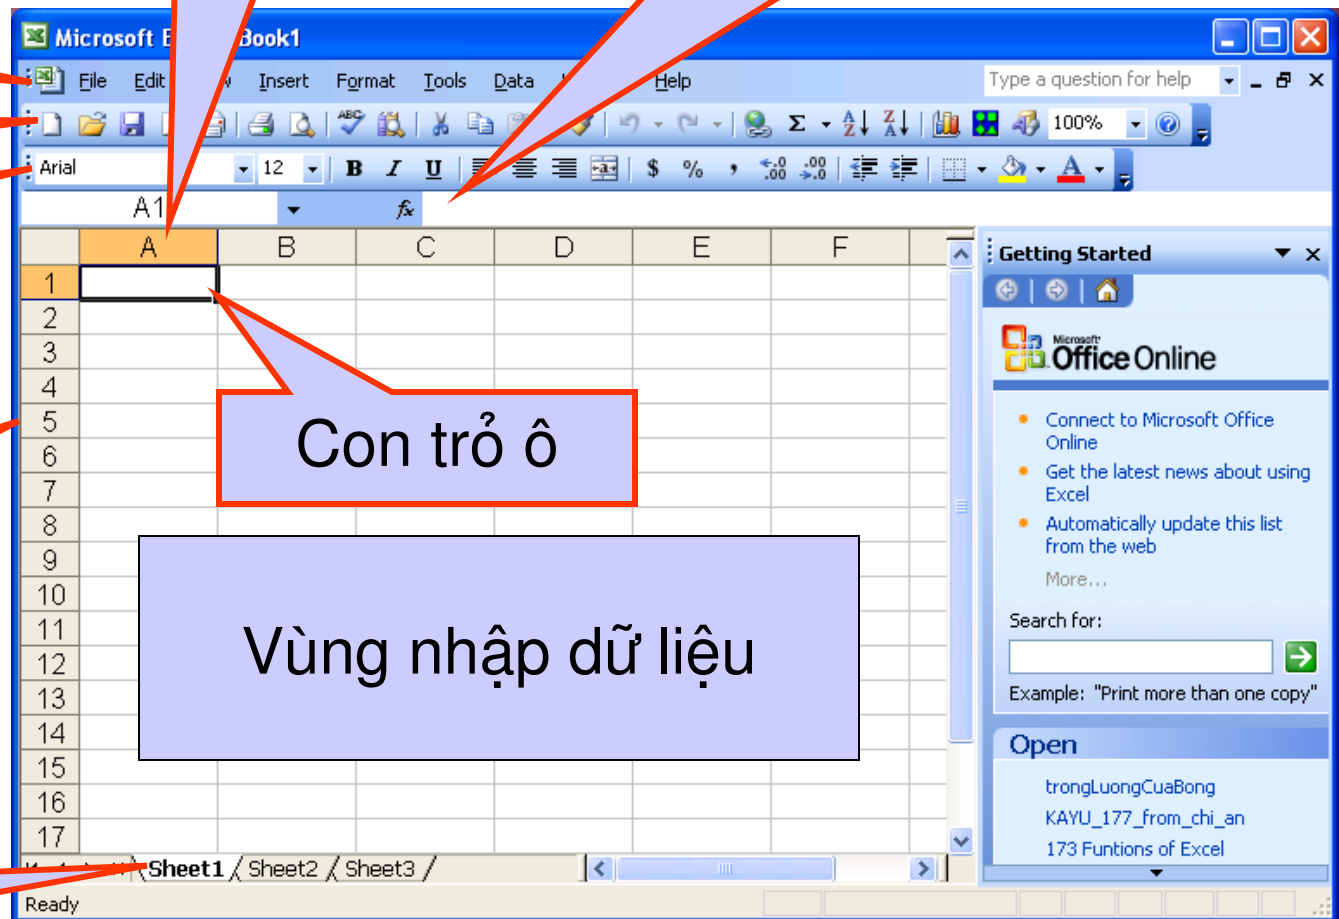 Microsoft E Book1
File Edit Insert Format Tools Data Help Type a question for help
100%
Arial 12 B I U $ %
A1 fx
A B C D E F
Getting Started
1
2
3
4
5
6
7
8
9
10
11
12
13
14
15
16
17
Con trỏ ô
Vùng nhập dữ liệu
Microsoft
Office Online
Connect to Microsoft Office
Online
Get the latest news about using
Excel
Automatically update this list
from the web
More...
Search for:
Example: "Print more than one copy"
Open
trongLuongCuaBong
KAYU_177_from_chi_an
173 Funtions of Excel
Sheet1 Sheet2 Sheet3
Ready